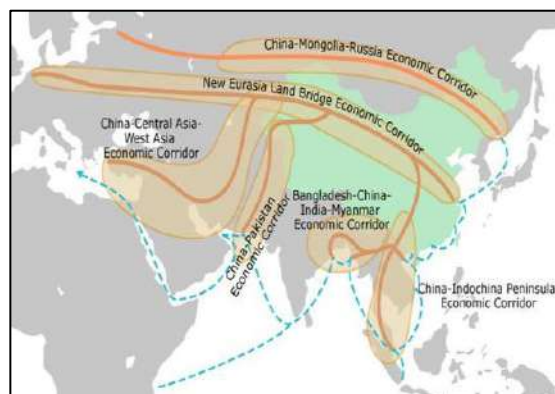 China-Mongolia-Russia Economic Corridor
New Eurasia Land Bridge Economic Corridor
China-Central Asia-
West Asia
Economic Corridor
China-Pakistan
Economic Corridor
Bangladesh-China-
India-Myanmar
Economic Corridor
China-Indochina Peninsula
Economic Corridor